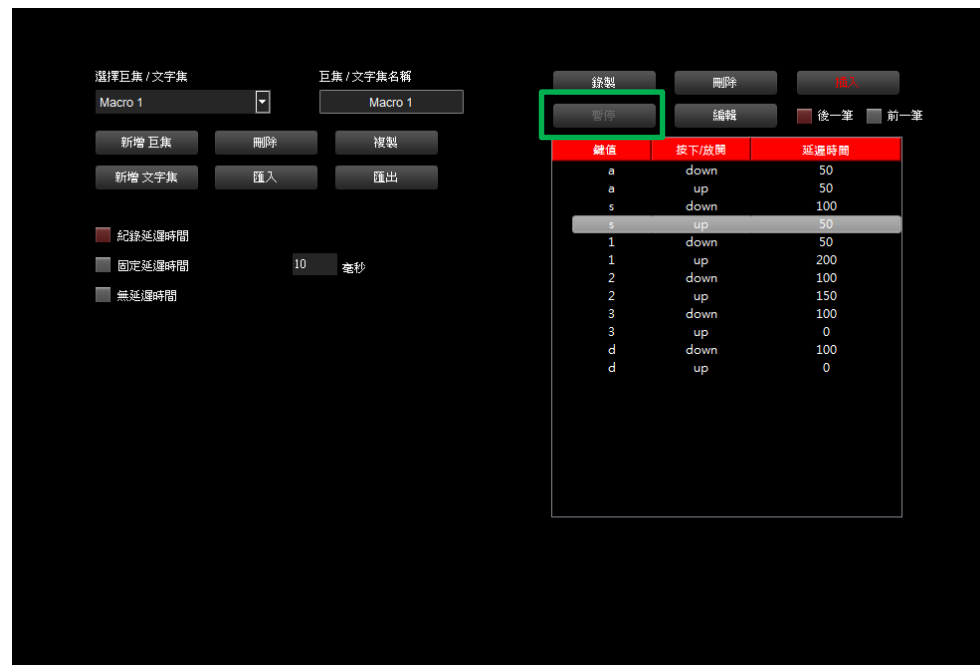 選擇巨集 / 文字集
巨集 / 文字集名稱
Macro 1
Macro 1
新增 巨集
刪除
複製
新增 文字集
匯入
匯出
紀錄延遲時間
固定延遲時間
10
毫秒
無延遲時間
錄製
刪除
插入
暫停
編輯
後一筆
前一筆
鍵值 按下/放開 延遲時間
a down 50
a up 50
s down 100
s up 50
1 down 50
1 up 200
2 down 100
2 up 150
3 down 100
3 up 0
d down 100
d up 0